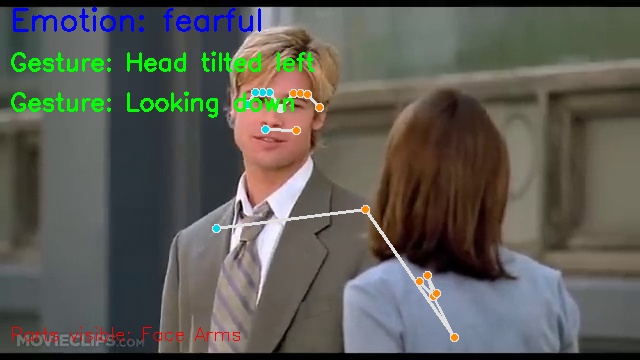 Emotion: fearful
Gesture: Head tilted left
Gesture: Looking down
Parts visible: Face Arms
MOVIECLIPS.COM